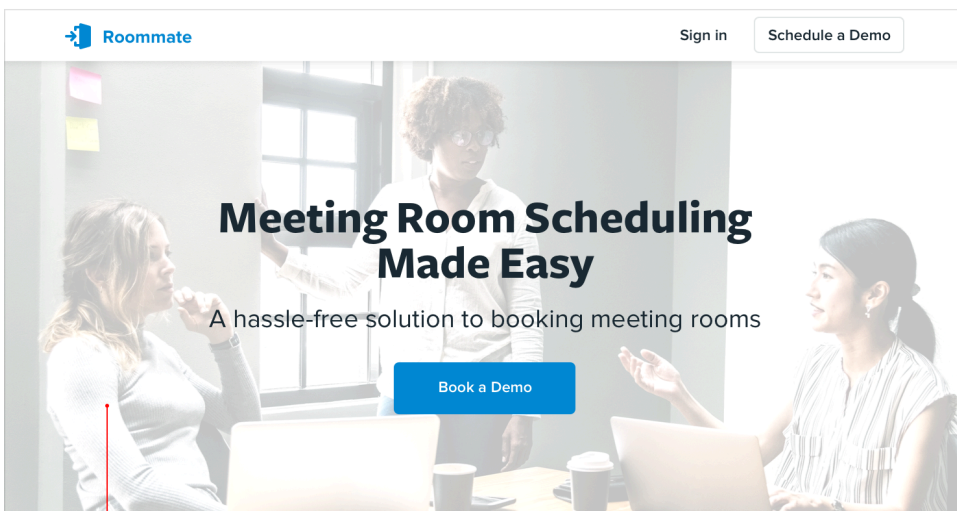 Roommate
Sign in
Schedule a Demo
Meeting Room Scheduling
Made Easy
A hassle-free solution to booking meeting rooms
Book a Demo